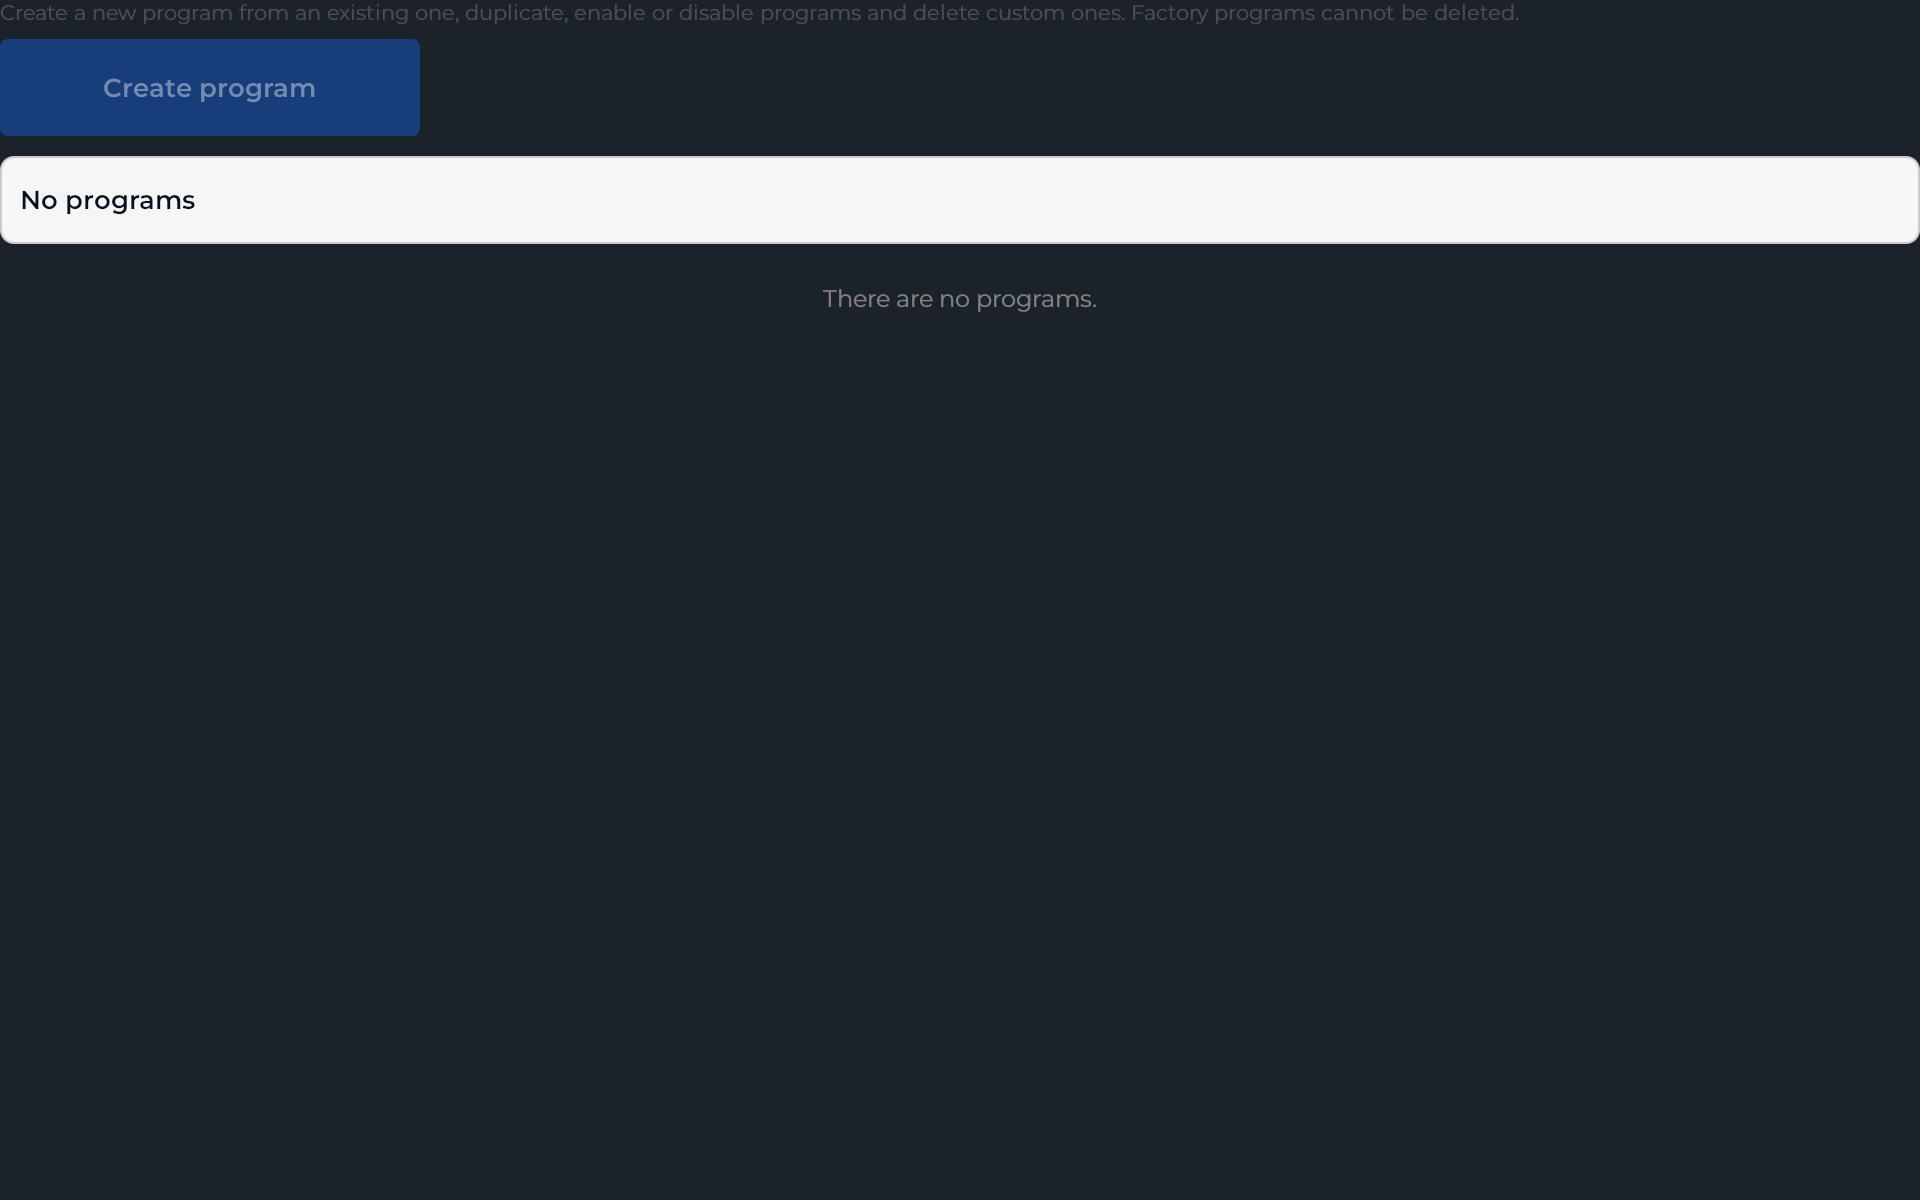 Create a new program from an existing one, duplicate, enable or disable programs and delete custom ones. Factory programs cannot be deleted.
Create program
No programs
There are no programs.